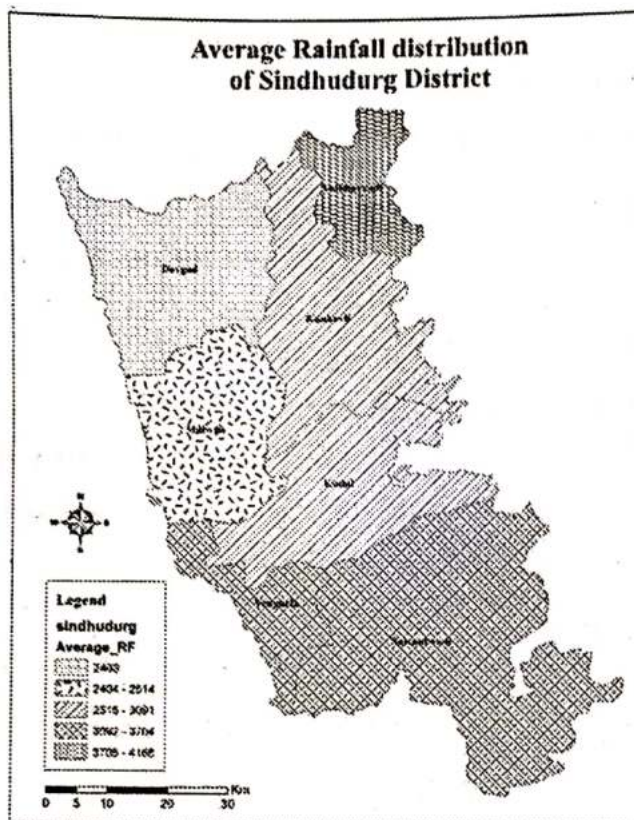 Average Rainfall distribution
of Sindhudurg District
Devgad
Kankavli
Kudal
Vengurla
Sawantwadi
N
W
E
S
Legend
sindhudurg
Average_RF
2403
2404 - 2514
2515 - 3091
3092 - 3704
3705 - 4166
0 5 10 20 30 Km